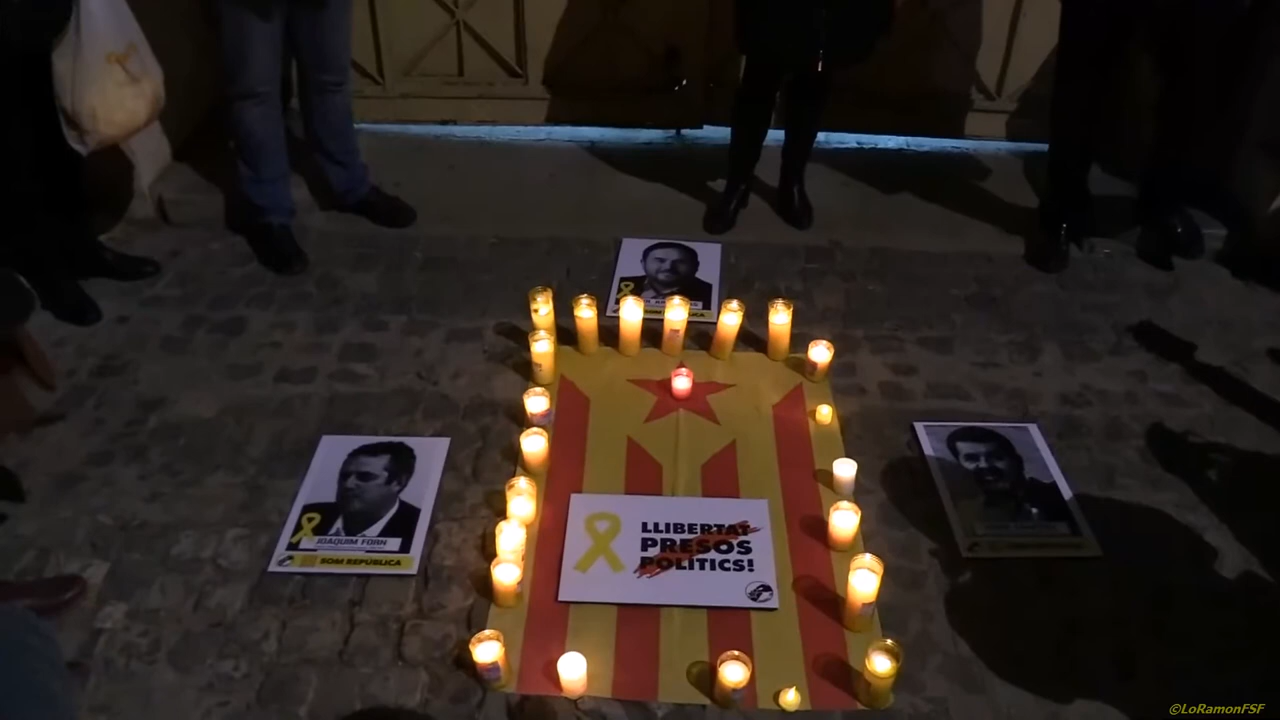 LLIBERTAT
PRESOS
POLÍTICS!
JOAQUIM FORN
SOM REPÚBLICA
©LoRamonFSF